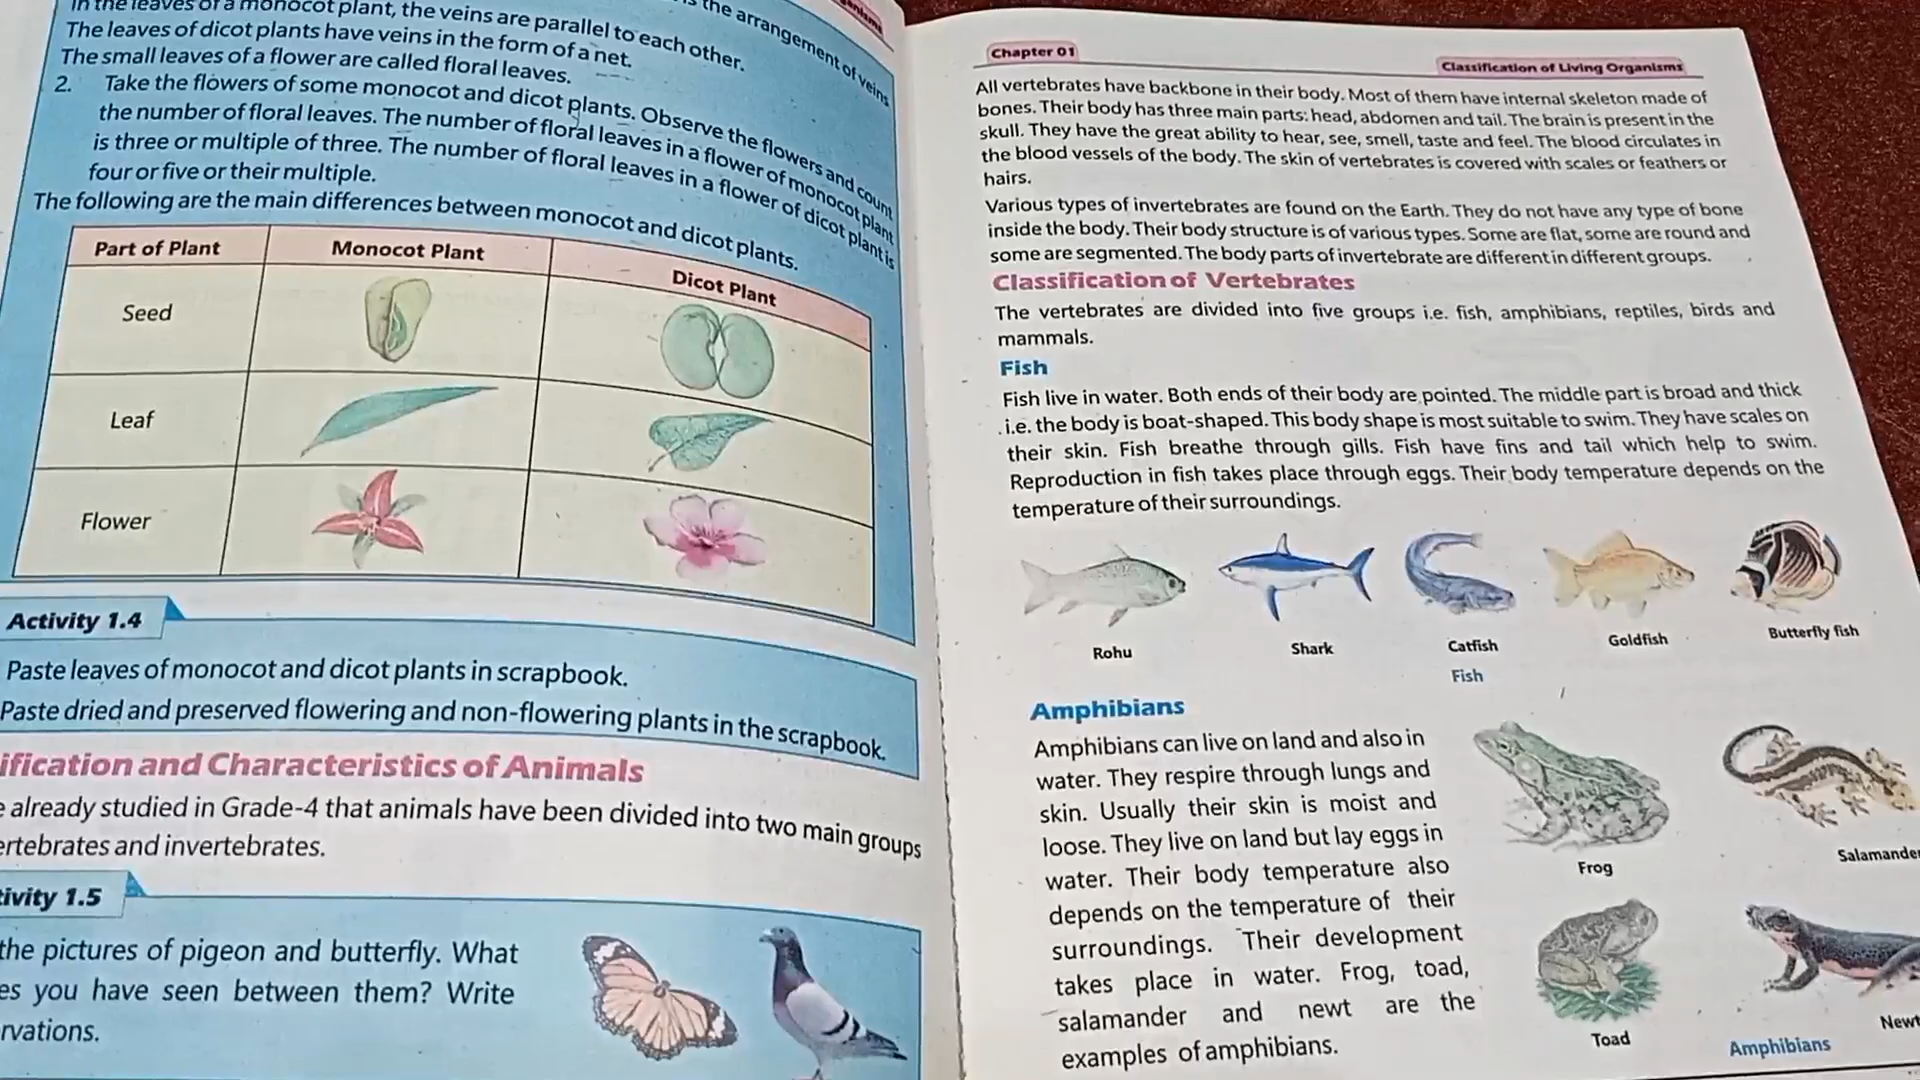 In the leaves of a monocot plant, the veins are parallel to each other.
the arrangement of veins
The leaves of dicot plants have veins in the form of a net.
The small leaves of a flower are called floral leaves.
2. Take the flowers of some monocot and dicot plants. Observe the flowers and count
the number of floral leaves. The number of floral leaves in a flower of monocot plant
is three or multiple of three. The number of floral leaves in a flower of dicot plant is
four or five or their multiple.
The following are the main differences between monocot and dicot plants.
Part of Plant Monocot Plant Dicot Plant
Seed
Leaf
Flower
Activity 1.4
Paste leaves of monocot and dicot plants in scrapbook.
Paste dried and preserved flowering and non-flowering plants in the scrapbook.
ification and Characteristics of Animals
e already studied in Grade-4 that animals have been divided into two main groups
ertebrates and invertebrates.
tivity 1.5
the pictures of pigeon and butterfly. What
es you have seen between them? Write
rvations.
Chapter 01
Classification of Living Organisms
All vertebrates have backbone in their body. Most of them have internal skeleton made of
bones. Their body has three main parts: head, abdomen and tail. The brain is present in the
skull. They have the great ability to hear, see, smell, taste and feel. The blood circulates in
the blood vessels of the body. The skin of vertebrates is covered with scales or feathers or
hairs.
Various types of invertebrates are found on the Earth. They do not have any type of bone
inside the body. Their body structure is of various types. Some are flat, some are round and
some are segmented. The body parts of invertebrate are different in different groups.
Classification of Vertebrates
The vertebrates are divided into five groups i.e. fish, amphibians, reptiles, birds and
mammals.
Fish
Fish live in water. Both ends of their body are pointed. The middle part is broad and thick
i.e. the body is boat-shaped. This body shape is most suitable to swim. They have scales on
their skin. Fish breathe through gills. Fish have fins and tail which help to swim.
Reproduction in fish takes place through eggs. Their body temperature depends on the
temperature of their surroundings.
Rohu Shark Catfish Goldfish Butterfly fish
Fish
Amphibians
Amphibians can live on land and also in
water. They respire through lungs and
skin. Usually their skin is moist and
loose. They live on land but lay eggs in
water. Their body temperature also
depends on the temperature of their
surroundings. Their development
takes place in water. Frog, toad,
salamander and newt are the
examples of amphibians.
Frog Salamander
Toad Newt
Amphibians